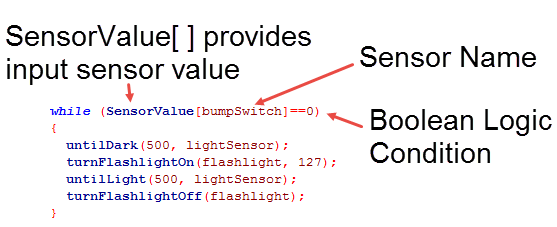 SensorValue[ ] provides
input sensor value
Sensor Name
while (SensorValue[bumpSwitch]==0)
Boolean Logic
Condition
{
untilDark(500, lightSensor);
turnFlashlightOn(flashlight, 127);
untilLight(500, lightSensor);
turnFlashlightOff(flashlight);
}